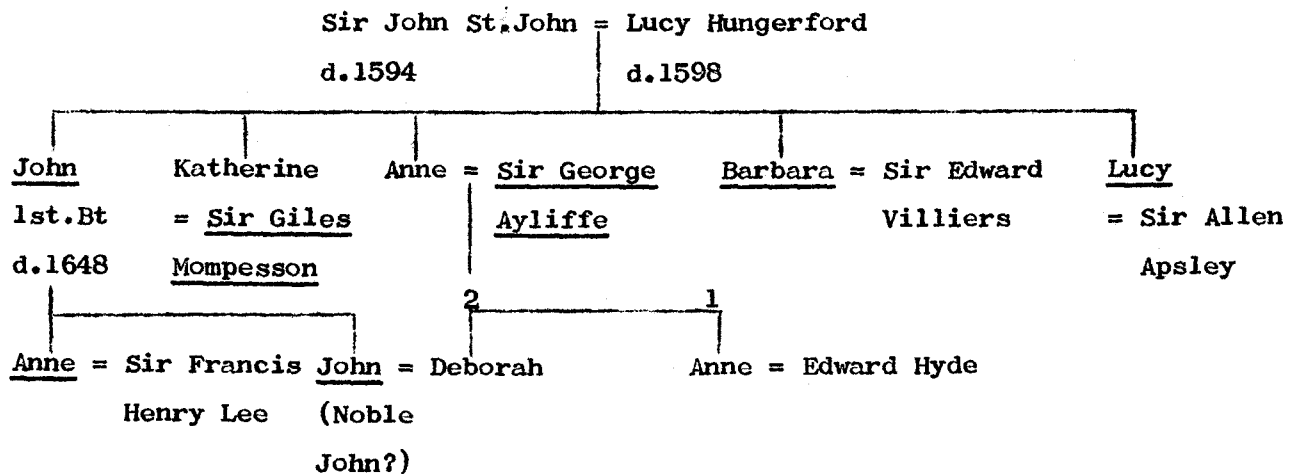 Sir John St.John = Lucy Hungerford
d.1594 d.1598
John Katherine Anne = Sir George Barbara = Sir Edward Lucy
1st.Bt = Sir Giles Ayliffe Villiers = Sir Allen
d.1648 Mompesson Apsley
2 1
Anne = Sir Francis John = Deborah Anne = Edward Hyde
Henry Lee (Noble
John?)